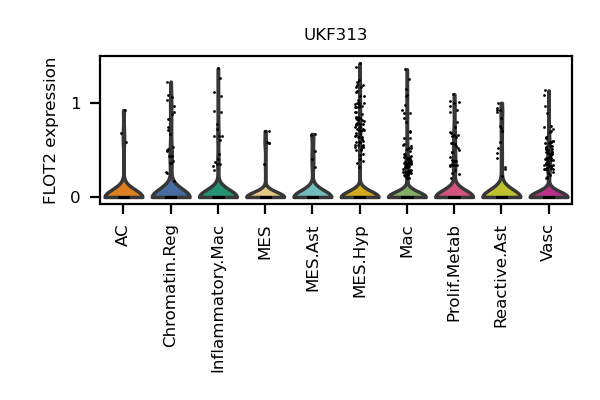 UKF313
FLOT2 expression
1
0
AC
Chromatin.Reg
Inflammatory.Mac
MES
MES.Ast
MES.Hyp
Mac
Prolif.Metab
Reactive.Ast
Vasc